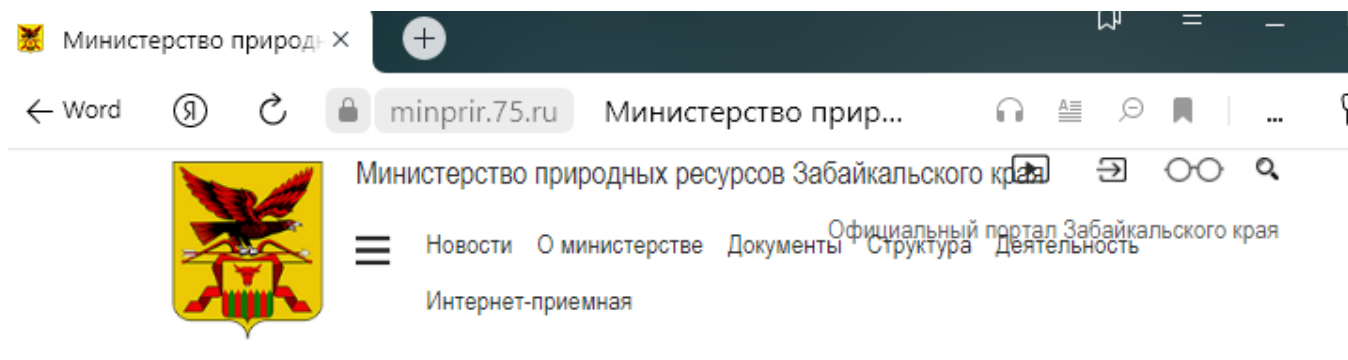 Министерство природн
Word minprir.75.ru Министерство прир... ...
Министерство природных ресурсов Забайкальского края
Официальный портал Забайкальского края
Новости О министерстве Документы Структура Деятельность
Интернет-приемная